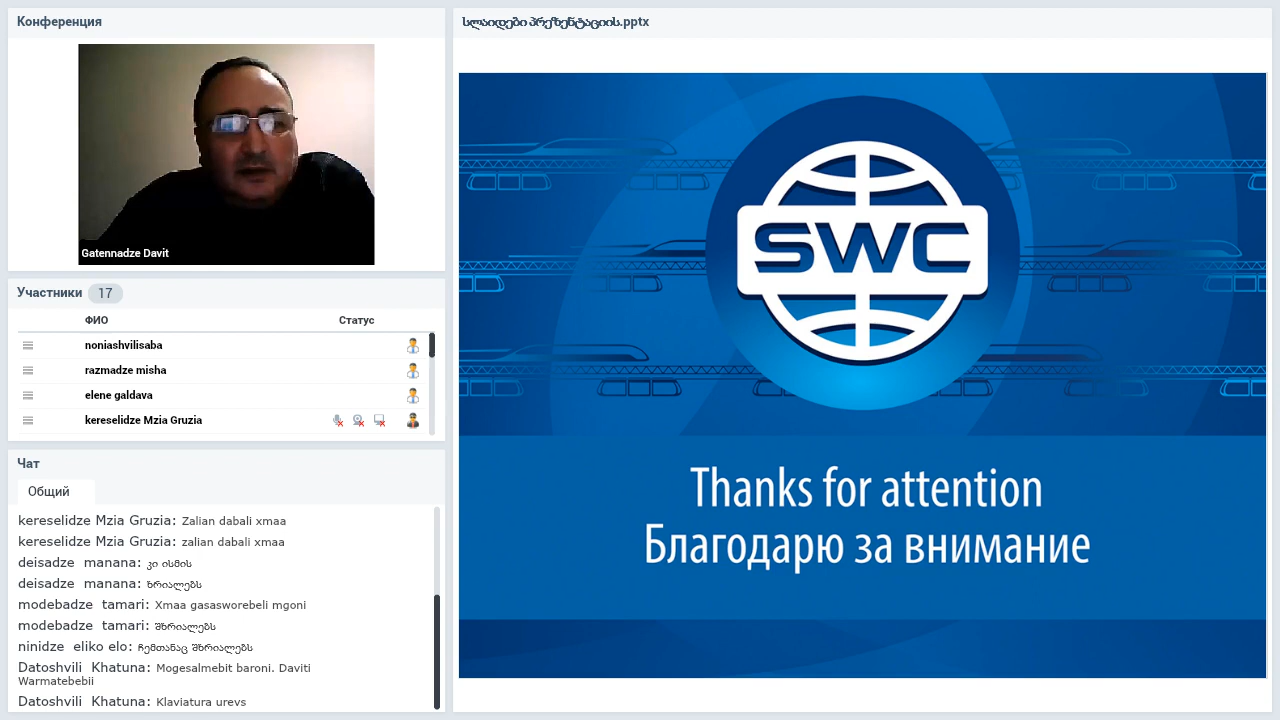 Конференция
Gatennadze Davit
Участники 17
ФИО Статус
noniashvilisaba
razmadze misha
elene galdava
kereselidze Mzia Gruzia
Чат
Общий
kereselidze Mzia Gruzia: Zalian dabali xmaa
kereselidze Mzia Gruzia: zalian dabali xmaa
deisadze manana: კი ისმის
deisadze manana: ხრიალებს
modebadze tamari: Xmaa gasasworebeli mgoni
modebadze tamari: შხრიალებს
ninidze eliko elo: ჩემთანაც შხრიალებს
Datoshvili Khatuna: Mogesalmebit baroni. Daviti
Warmatebebii
Datoshvili Khatuna: Klaviatura urevs
სლაიდები პრეზენტაციის.pptx
SWC
Thanks for attention
Благодарю за внимание